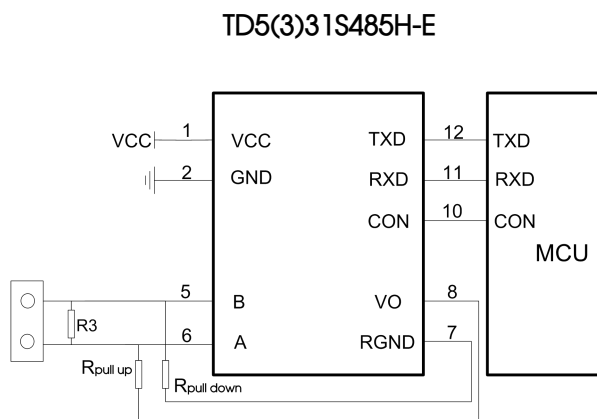 TD5(3)31S485H-E
VCC 1 VCC TXD 12 TXD
2 GND RXD 11 RXD
CON 10 CON
MCU
5 B VO 8
R3 6 A RGND 7
Rpull up Rpull down